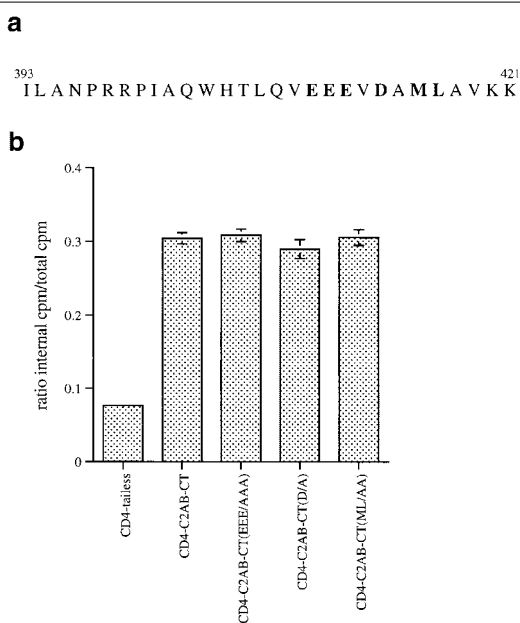 a
393 421
I L A N P R R P I A Q W H T L Q V E E E V D A M L A V K K
b
0.4
0.3
0.2
0.1
0
ratio internal cpm/total cpm
CD4-tailess
CD4-C2AB-CT
CD4-C2AB-CT(EEE/AAA)
CD4-C2AB-CT(D/A)
CD4-C2AB-CT(ML/AA)